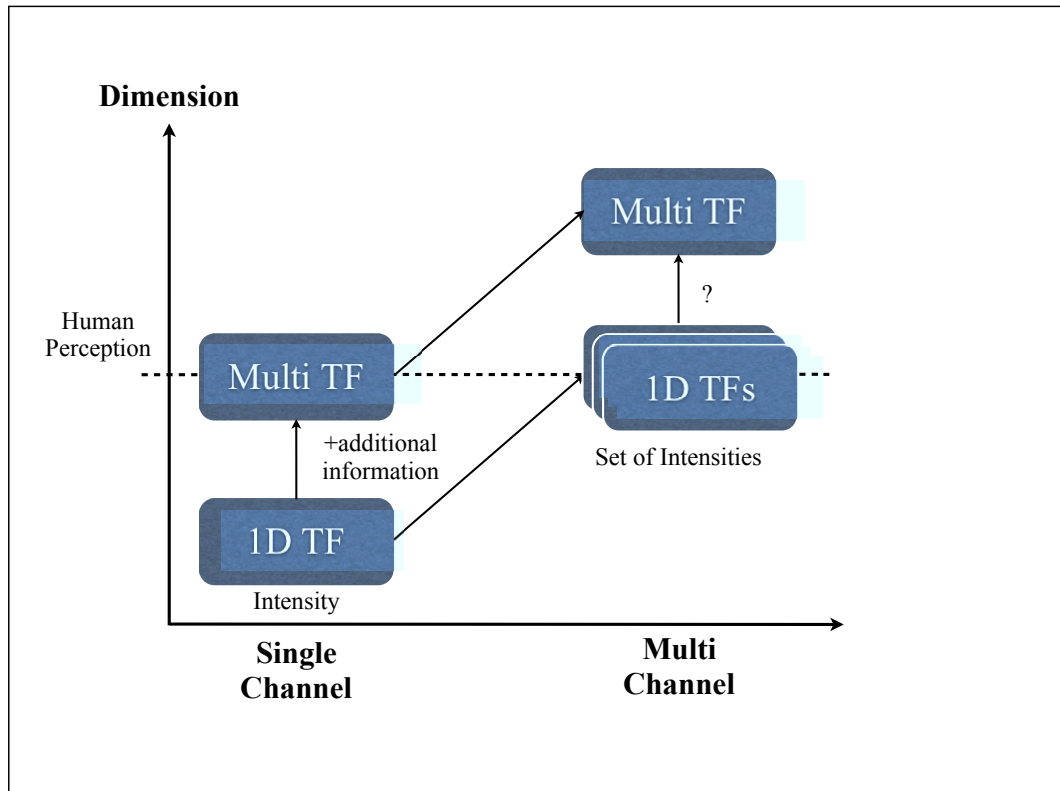 Dimension
Multi TF
?
Human
Perception
Multi TF
1D TFs
+additional
information
Set of Intensities
1D TF
Intensity
Single
Channel
Multi
Channel